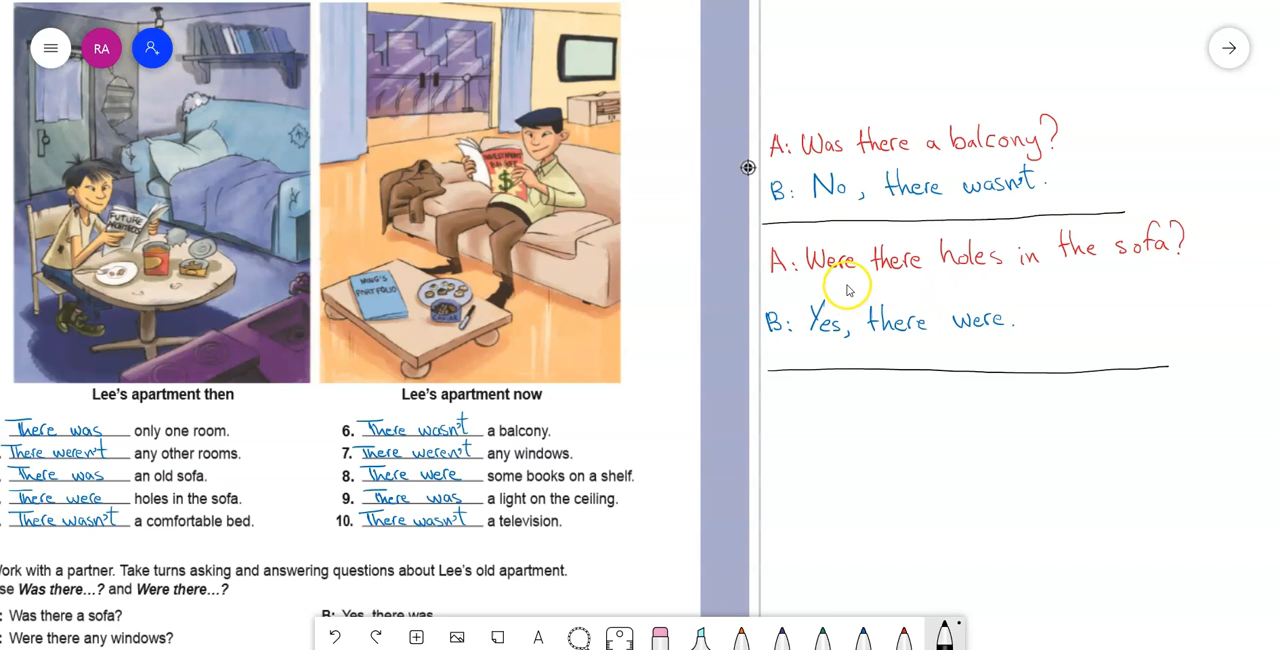 RA
FUTURE
ARCHITECTS
INVESTMENT
$
MING'S
PORTFOLIO
CAVIAR
A: Was there a balcony?
B: No, there wasn't.
A: Were there holes in the sofa?
B: Yes, there were.
Lee's apartment then
Lee's apartment now
There was only one room.
There weren't any other rooms.
There was an old sofa.
There were holes in the sofa.
There wasn't a comfortable bed.
6. There wasn't a balcony.
7. There weren't any windows.
8. There were some books on a shelf.
9. There was a light on the ceiling.
10. There wasn't a television.
Work with a partner. Take turns asking and answering questions about Lee's old apartment.
se Was there...? and Were there...?
: Was there a sofa?
B: Yes, there was
: Were there any windows?
A